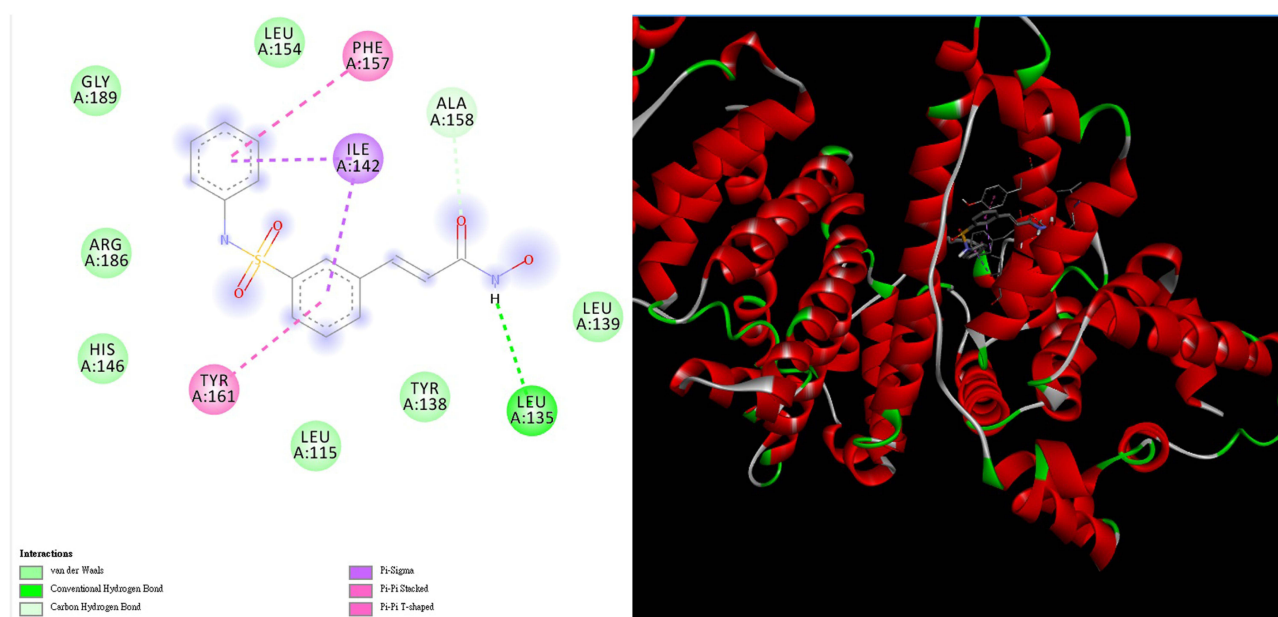 LEU
A:154
PHE
A:157
GLY
A:189
ALA
A:158
ILE
A:142
O
O
N
S
O
O
N
H
ARG
A:186
LEU
A:139
HIS
A:146
TYR
A:161
TYR
A:138
LEU
A:135
LEU
A:115
Interactions
van der Waals
Conventional Hydrogen Bond
Carbon Hydrogen Bond
Pi-Sigma
Pi-Pi Stacked
Pi-Pi T-shaped